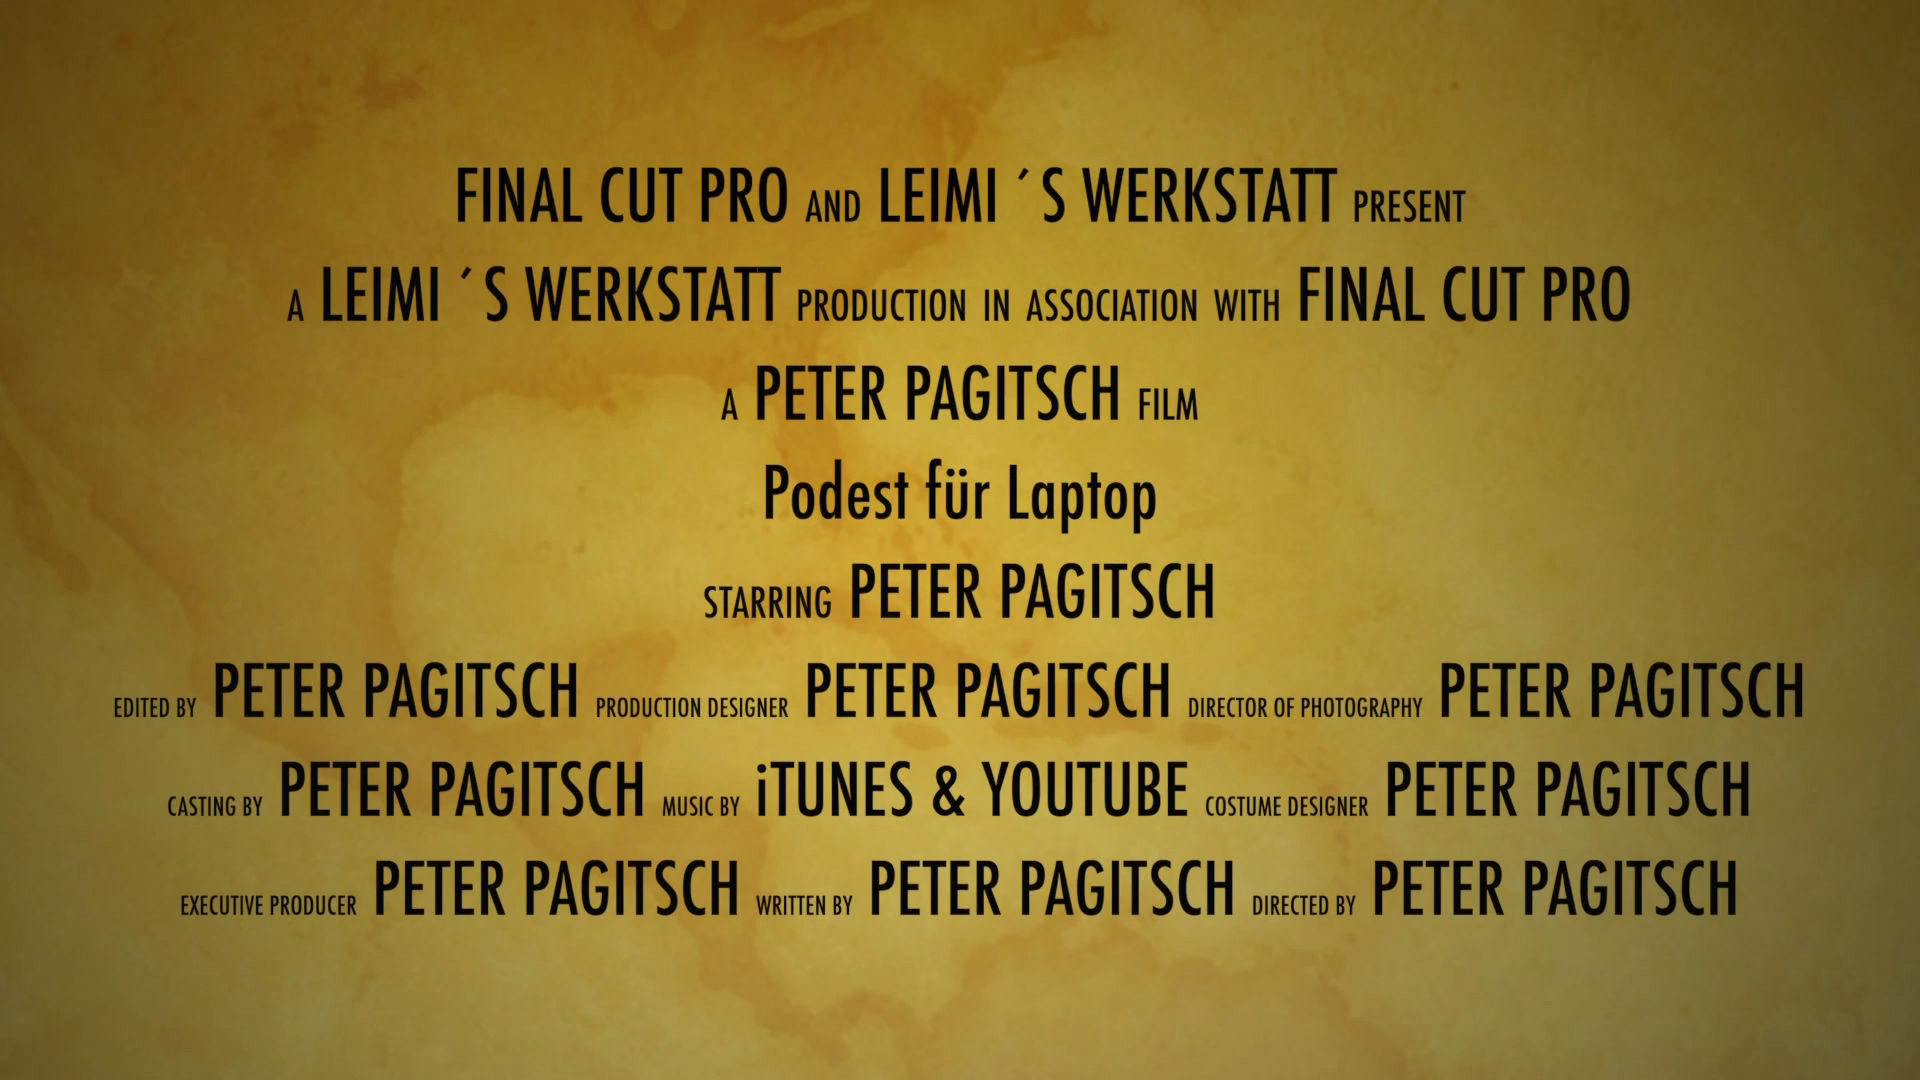 FINAL CUT PRO AND LEIMI ´S WERKSTATT PRESENT
A LEIMI ´S WERKSTATT PRODUCTION IN ASSOCIATION WITH FINAL CUT PRO
A PETER PAGITSCH FILM
Podest für Laptop
STARRING PETER PAGITSCH
EDITED BY PETER PAGITSCH PRODUCTION DESIGNER PETER PAGITSCH DIRECTOR OF PHOTOGRAPHY PETER PAGITSCH
CASTING BY PETER PAGITSCH MUSIC BY iTUNES & YOUTUBE COSTUME DESIGNER PETER PAGITSCH
EXECUTIVE PRODUCER PETER PAGITSCH WRITTEN BY PETER PAGITSCH DIRECTED BY PETER PAGITSCH